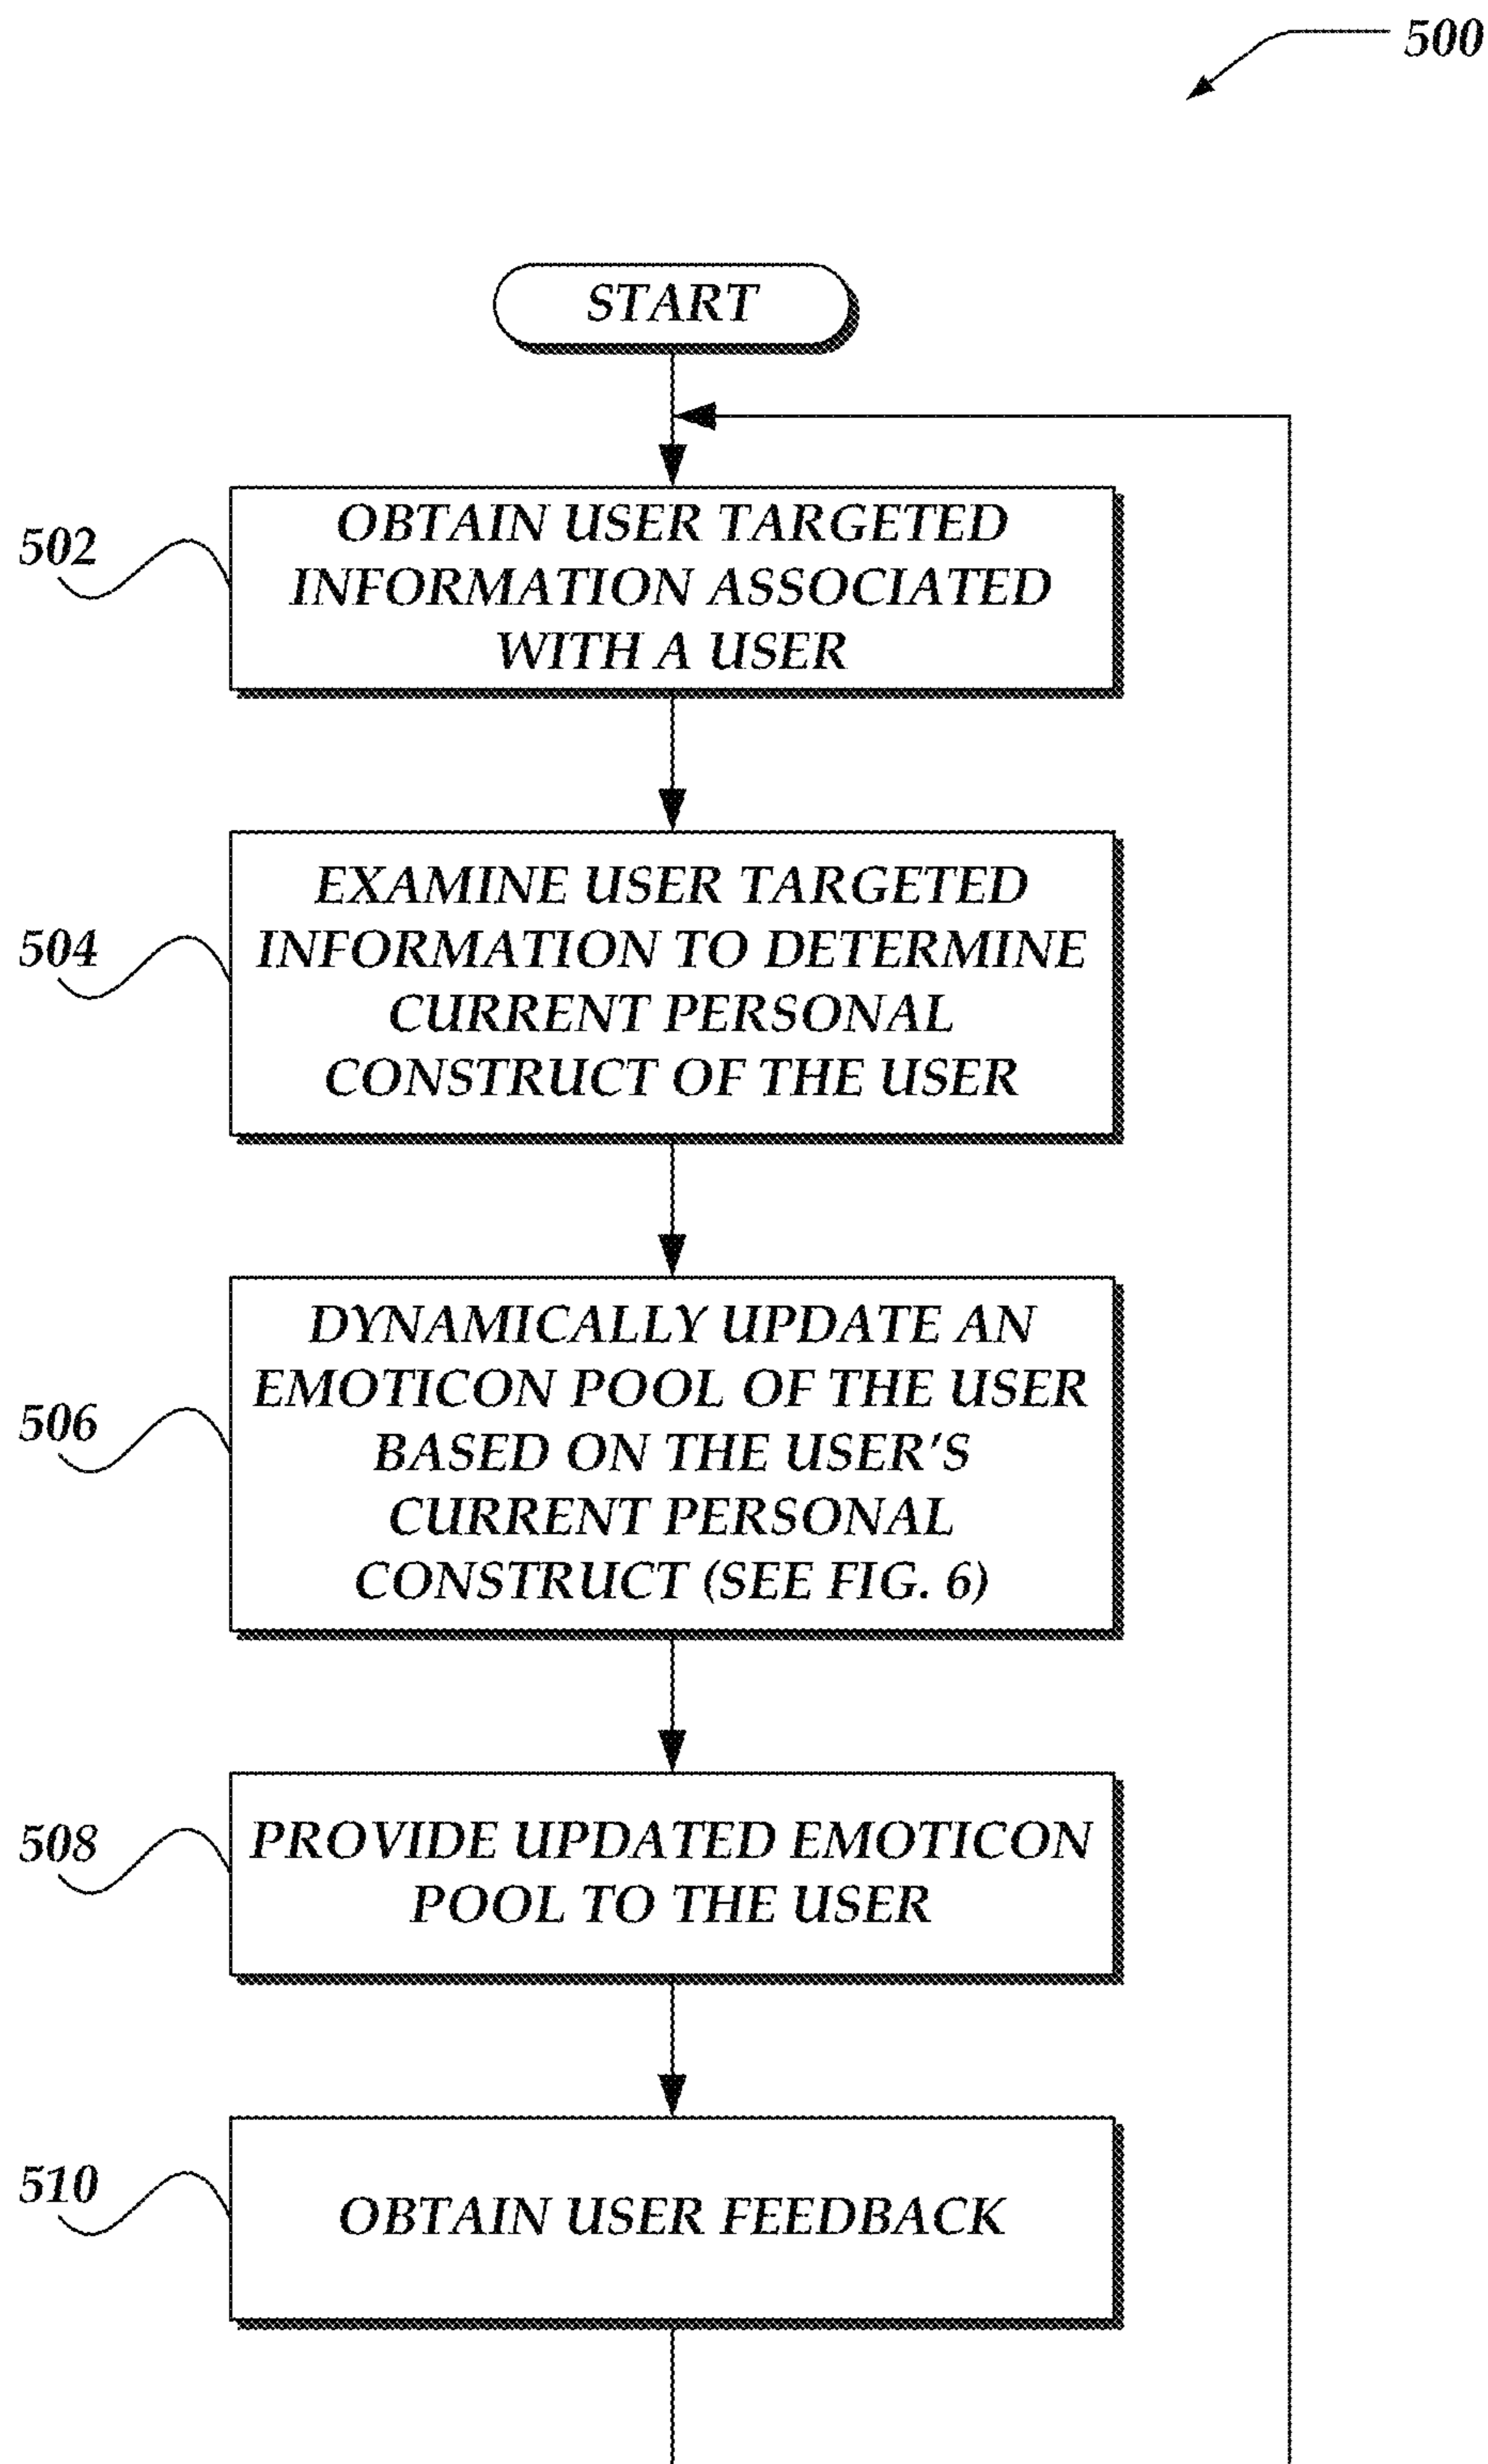 500
START
502
OBTAIN USER TARGETED
INFORMATION ASSOCIATED
WITH A USER
504
EXAMINE USER TARGETED
INFORMATION TO DETERMINE
CURRENT PERSONAL
CONSTRUCT OF THE USER
506
DYNAMICALLY UPDATE AN
EMOTICON POOL OF THE USER
BASED ON THE USER'S
CURRENT PERSONAL
CONSTRUCT (SEE FIG. 6)
508
PROVIDE UPDATED EMOTICON
POOL TO THE USER
510
OBTAIN USER FEEDBACK